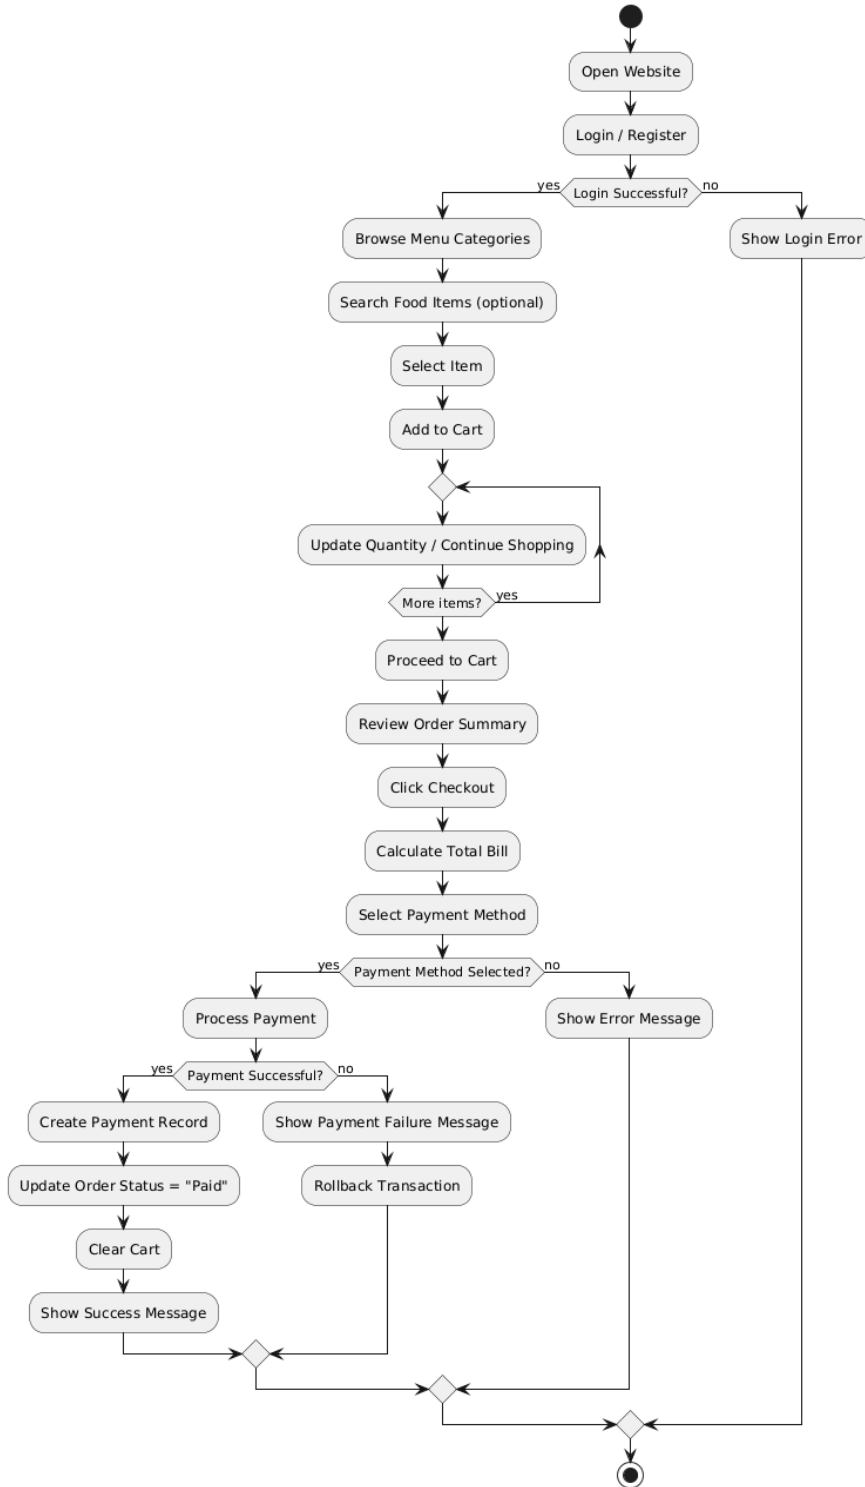 Open Website
Login / Register
yes
Login Successful?
no
Browse Menu Categories
Show Login Error
Search Food Items (optional)
Select Item
Add to Cart
Update Quantity / Continue Shopping
More items?
yes
Proceed to Cart
Review Order Summary
Click Checkout
Calculate Total Bill
Select Payment Method
yes
Payment Method Selected?
no
Process Payment
Show Error Message
yes
Payment Successful?
no
Create Payment Record
Show Payment Failure Message
Update Order Status = "Paid"
Rollback Transaction
Clear Cart
Show Success Message